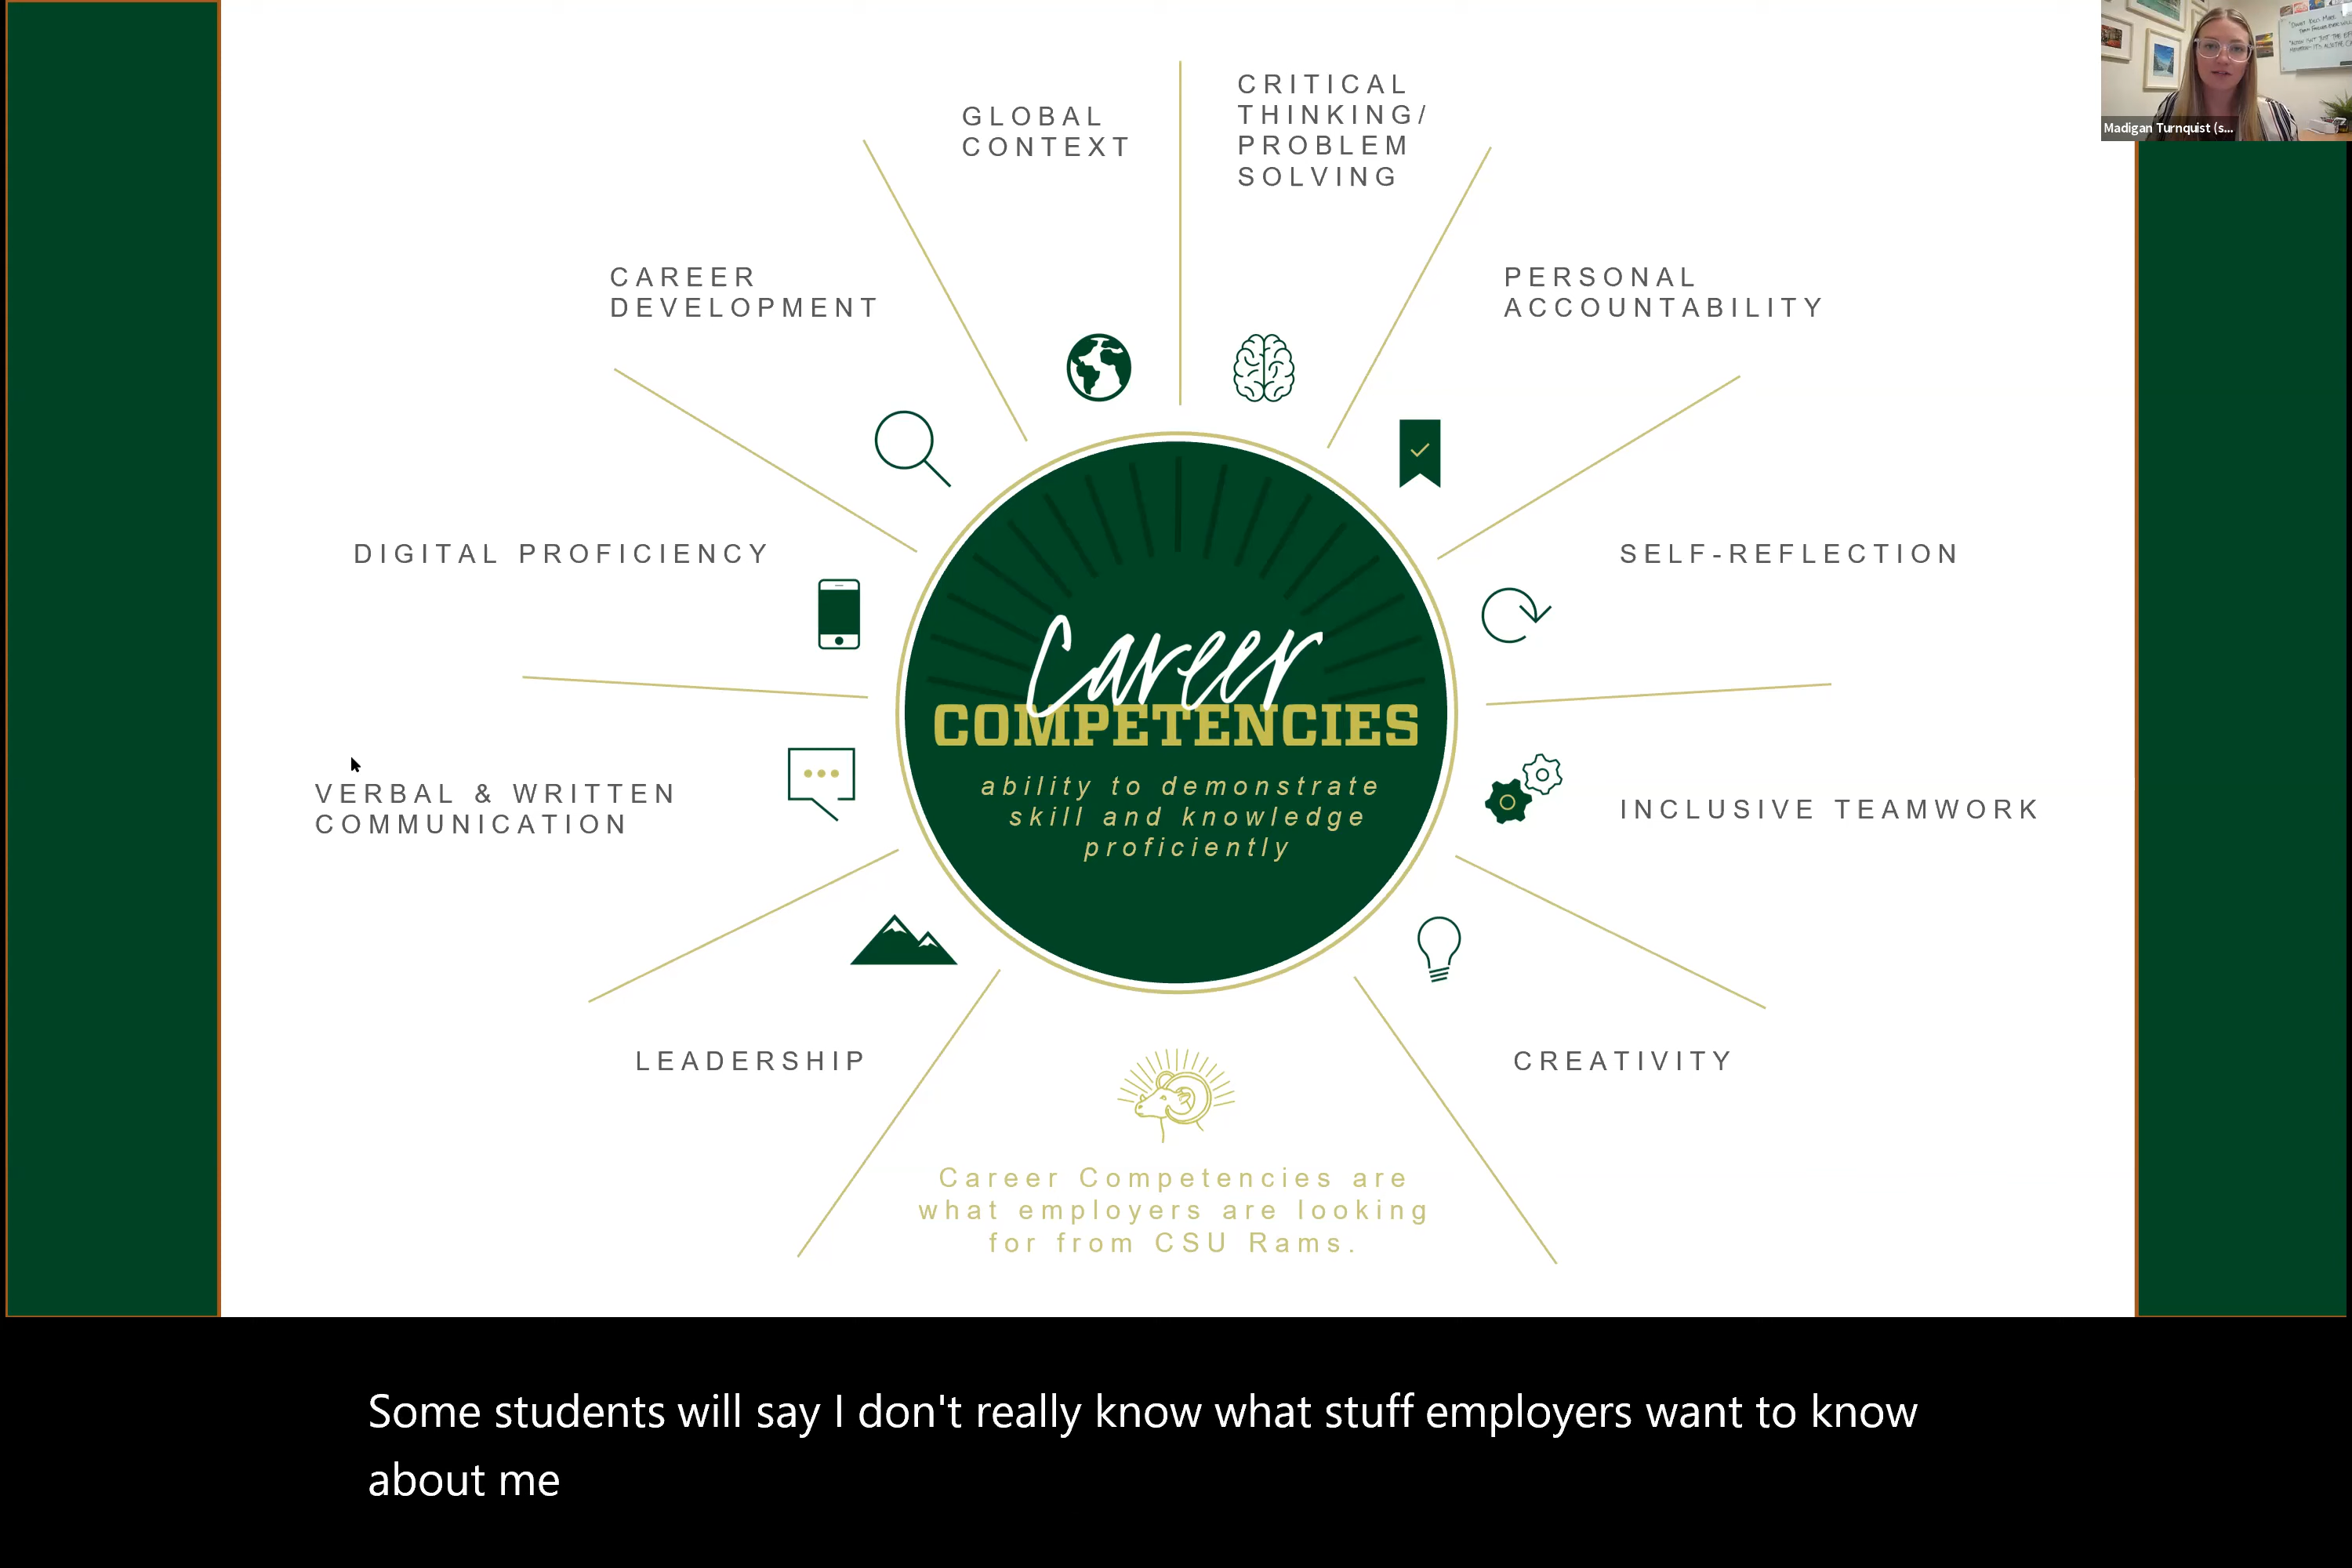 GLOBAL
CONTEXT
CRITICAL
THINKING/
PROBLEM
SOLVING
CAREER
DEVELOPMENT
PERSONAL
ACCOUNTABILITY
DIGITAL PROFICIENCY
SELF-REFLECTION
VERBAL & WRITTEN
COMMUNICATION
INCLUSIVE TEAMWORK
LEADERSHIP
CREATIVITY
Career
COMPETENCIES
ability to demonstrate
skill and knowledge
proficiently
Career Competencies are
what employers are looking
for from CSU Rams.
Madigan Turnquist (s...
Some students will say I don't really know what stuff employers want to know
about me